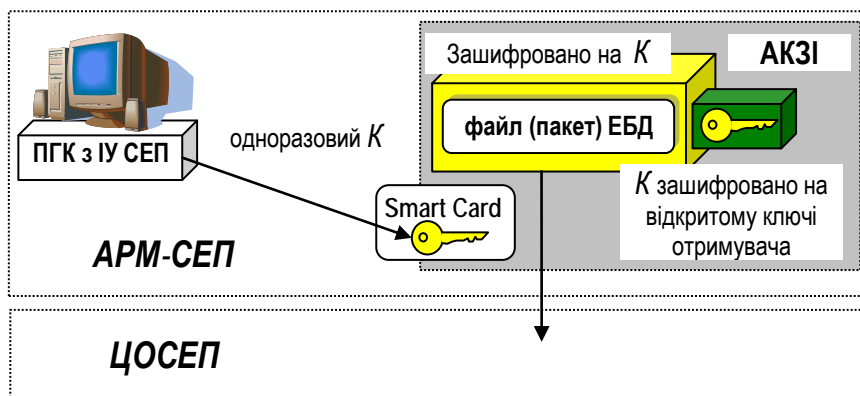 Зашифровано на K
АКЗІ
файл (пакет) ЕБД
ПГК з ІУ СЕП
одноразовий K
K зашифровано на
відкритому ключі
отримувача
Smart Card
АРМ-СЕП
ЦОСЕП